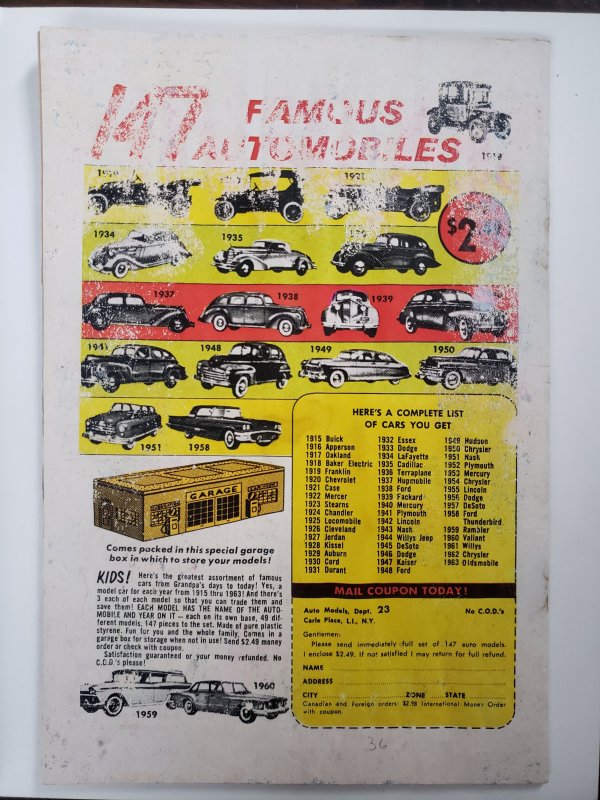 147 FAMOUS
AUTOMOBILES
1918
1921
$2.49
1934
1935
1937
1938
1939
1941
1948
1949
1950
1951
1958
HERE'S A COMPLETE LIST
OF CARS YOU GET
1915 Buick
1916 Apperson
1917 Oakland
1918 Baker Electric
1919 Franklin
1920 Chevrolet
1921 Case
1922 Mercer
1923 Stearns
1924 Chandler
1925 Locomobile
1926 Cleveland
1927 Jordan
1928 Kissel
1929 Auburn
1930 Cord
1931 Durant
1932 Essex
1933 Dodge
1934 LaFayette
1935 Cadillac
1936 Terraplane
1937 Hupmobile
1938 Ford
1939 Packard
1940 Mercury
1941 Plymouth
1942 Lincoln
1943 Nash
1944 Willys Jeep
1945 DeSoto
1946 Dodge
1947 Kaiser
1948 Ford
1949 Hudson
1950 Chrysler
1951 Nash
1952 Plymouth
1953 Mercury
1954 Chrysler
1955 Lincoln
1956 Dodge
1957 DeSoto
1958 Ford
Thunderbird
1959 Rambler
1960 Valiant
1961 Willys
1962 Chrysler
1963 Oldsmobile
GARAGE
Comes packed in this special garage
box in which to store your models!
KIDS! Here's the greatest assortment of famous
cars from Grandpa's days to today! Yes, a
model car for each year from 1915 thru 1963! And there's
3 each of each model so that you can trade them and
save them! EACH MODEL HAS THE NAME OF THE AUTO-
MOBILE AND YEAR ON IT — each on its own base, 49 dif-
ferent models, 147 pieces to the set. Made of pure plastic
styrene. Fun for you and the whole family. Comes in a
garage box for storage when not in use! Send $2.49 money
order or check with coupon.
Satisfaction guaranteed or your money refunded. No
C.O.D.'s please!
1959
1960
MAIL COUPON TODAY!
Auto Models, Dept. 23 No C.O.D.'s
Carle Place, L.I., N.Y.
Gentlemen:
Please send immediately full set of 147 auto models.
I enclose $2.49. If not satisfied I may return for full refund.
NAME
ADDRESS
CITY ZONE STATE
Canadian and Foreign orders: $2.98 International Money Order
with coupon.
36